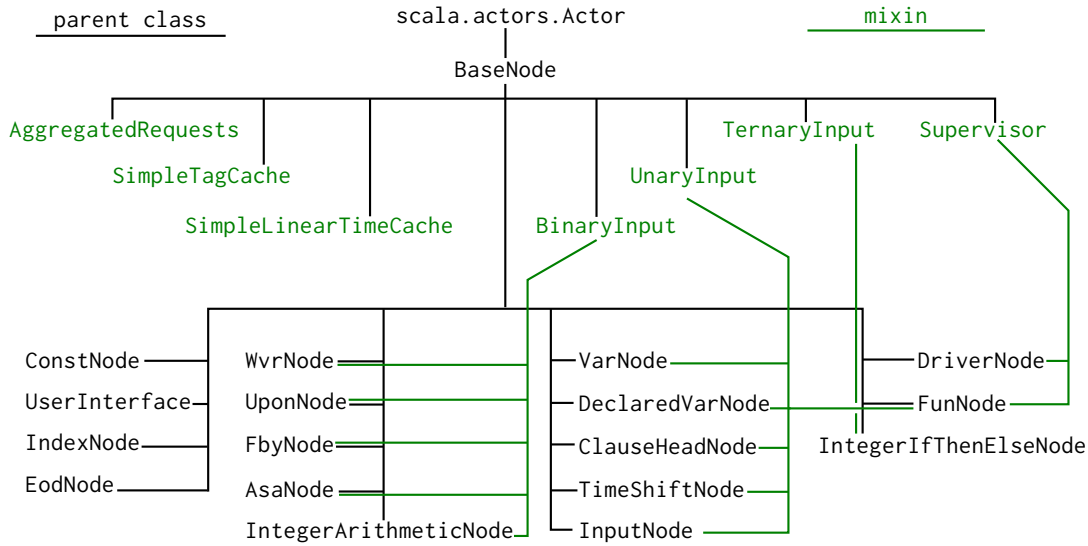 parent class
scala.actors.Actor
mixin
BaseNode
AggregatedRequests
TernaryInput
Supervisor
SimpleTagCache
UnaryInput
SimpleLinearTimeCache
BinaryInput
ConstNode
WvrNode
VarNode
DriverNode
UserInterface
UponNode
DeclaredVarNode
FunNode
IndexNode
FbyNode
ClauseHeadNode
IntegerIfThenElseNode
EodNode
AsaNode
TimeShiftNode
IntegerArithmeticNode
InputNode